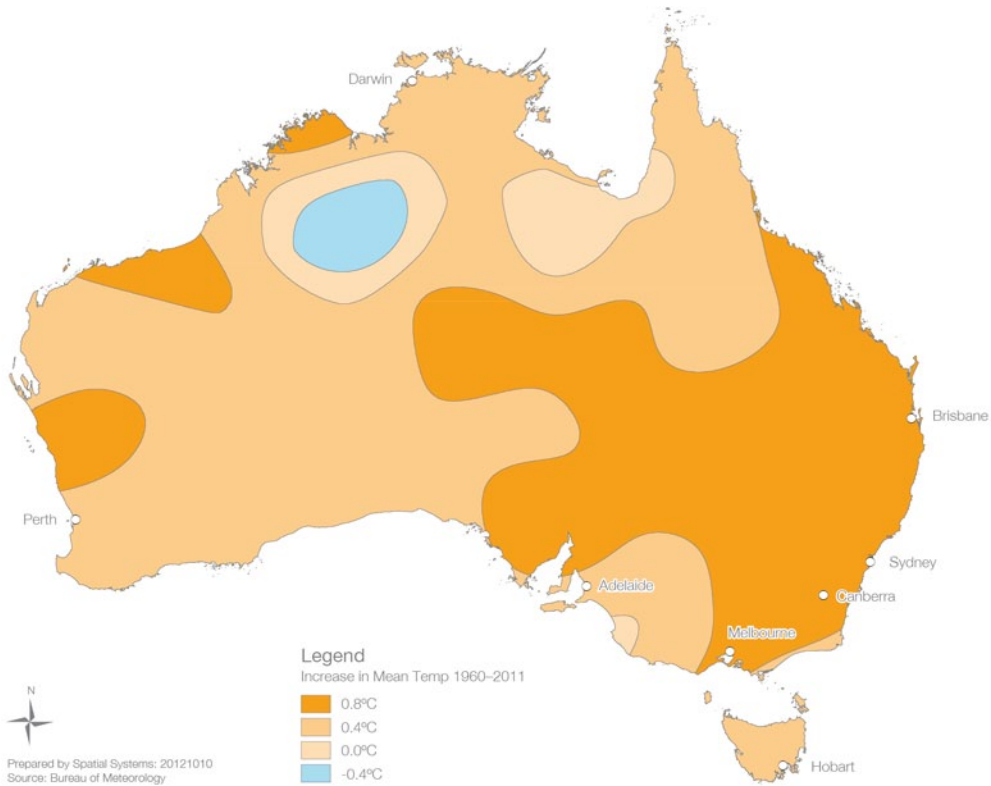 Darwin
Brisbane
Perth
Sydney
Adelaide
Canberra
Melbourne
Legend
Increase in Mean Temp 1960–2011
0.8ºC
0.4ºC
0.0ºC
-0.4ºC
N
Prepared by Spatial Systems: 20121010
Source: Bureau of Meteorology
Hobart